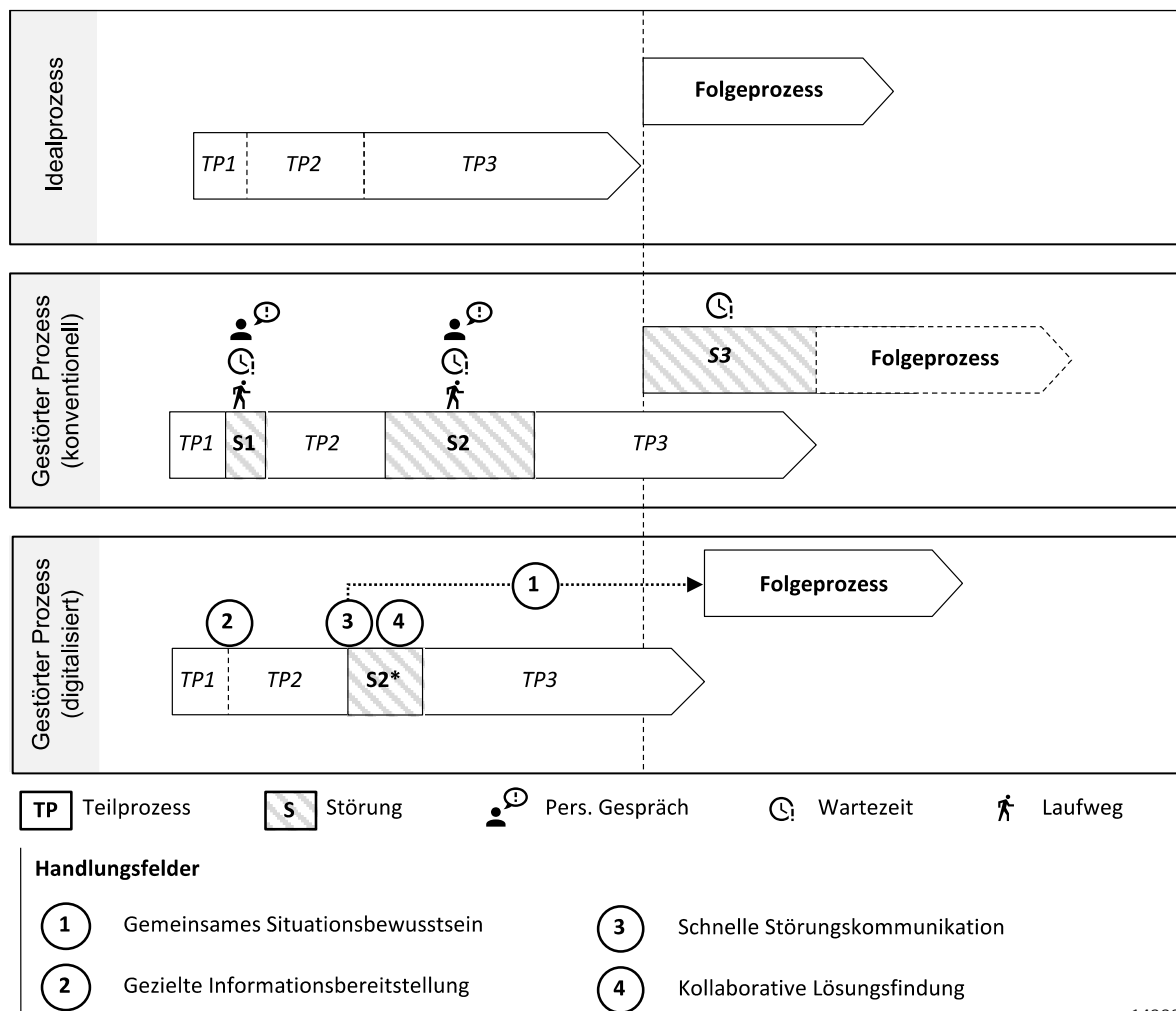 Idealprozess
Folgeprozess
TP1 TP2 TP3
Gestörter Prozess
(konventionell)
S3 Folgeprozess
TP1 S1 TP2 S2 TP3
Gestörter Prozess
(digitalisiert)
1 Folgeprozess
2 3 4
TP1 TP2 S2* TP3
TP Teilprozess S Störung Pers. Gespräch Wartezeit Laufweg
Handlungsfelder
1 Gemeinsames Situationsbewusstsein
3 Schnelle Störungskommunikation
2 Gezielte Informationsbereitstellung
4 Kollaborative Lösungsfindung